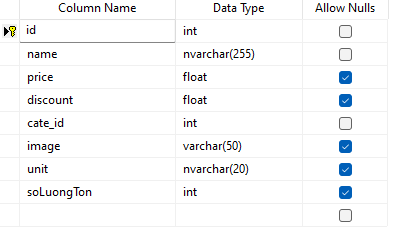 Column Name Data Type Allow Nulls
id int
name nvarchar(255)
price float
discount float
cate_id int
image varchar(50)
unit nvarchar(20)
soLuongTon int